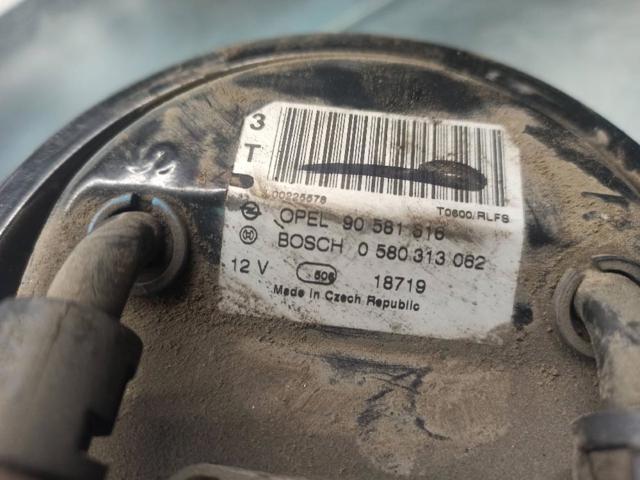 3
T
00225578
T0600/RLFS
OPEL 90 581 616
BOSCH 0 580 313 062
12 V 506 18719
Made in Czech Republic